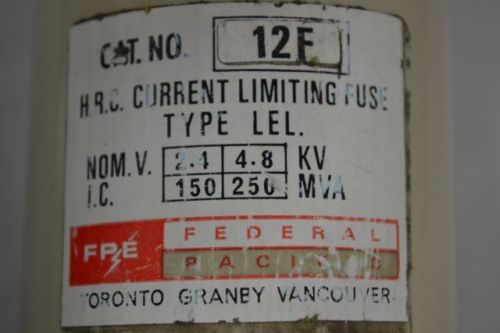 CAT. NO. 12F
H.R.C. CURRENT LIMITING FUSE
TYPE LEL.
NOM. V. 2.4 4.8 KV
I.C. 150 250 MVA
FPE FEDERAL
PACIFIC
TORONTO GRANBY VANCOUVER